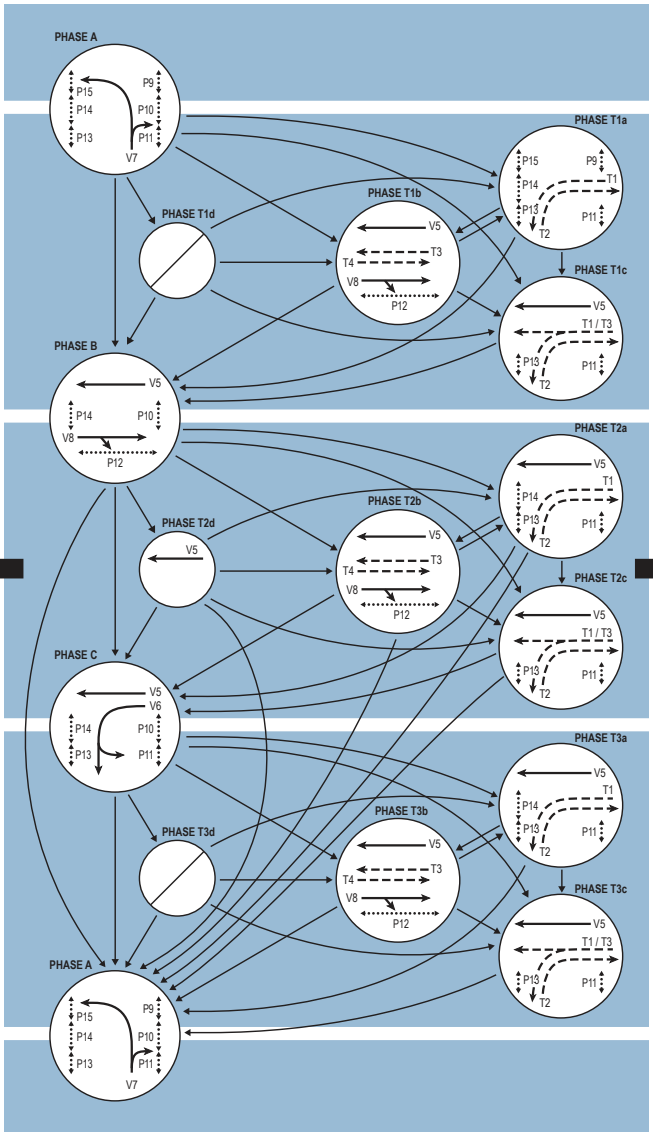 PHASE A
P15
P14
P13
P9
P10
P11
V7
PHASE T1a
P15
P14
P13
P9
T1
P11
T2
PHASE T1b
V5
T3
T4
V8
P12
PHASE T1d
PHASE T1c
V5
T1 / T3
P13
P11
T2
PHASE B
V5
P14
P10
V8
P12
PHASE T2a
V5
T1
P14
P13
P11
T2
PHASE T2b
V5
T3
T4
V8
P12
PHASE T2d
V5
PHASE T2c
V5
T1 / T3
P13
P11
T2
PHASE C
V5
V6
P14
P10
P13
P11
PHASE T3a
V5
T1
P14
P13
P11
T2
PHASE T3b
V5
T3
T4
V8
P12
PHASE T3d
PHASE T3c
V5
T1 / T3
P13
P11
T2
PHASE A
P15
P14
P13
P9
P10
P11
V7